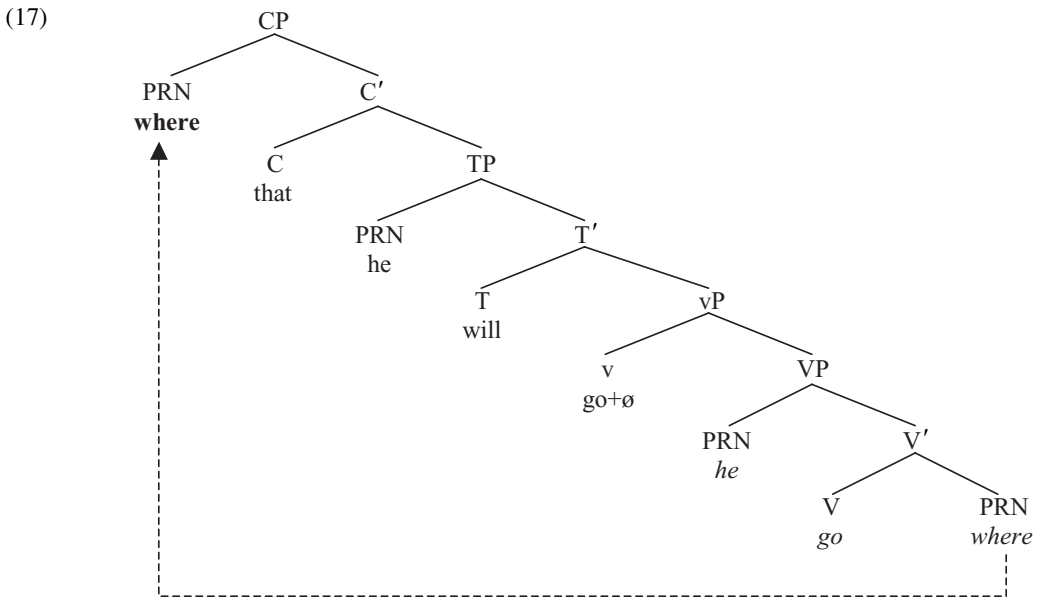 (17)
CP
PRN C′
where
C TP
that
PRN T′
he
T vP
will
v VP
go+ø
PRN V′
he
V PRN
go where